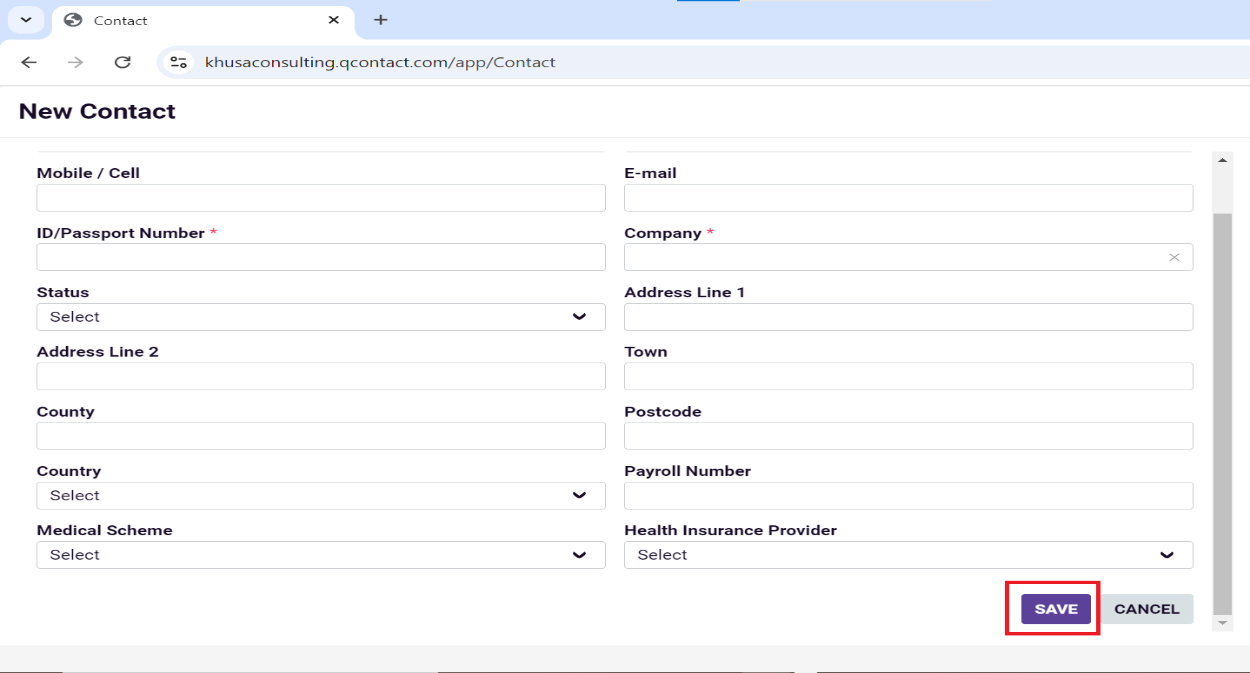 Contact
khusaconsulting.qcontact.com/app/Contact
New Contact
Mobile / Cell E-mail
ID/Passport Number * Company *
Status Address Line 1
Select
Address Line 2 Town
County Postcode
Country Payroll Number
Select
Medical Scheme Health Insurance Provider
Select Select
SAVE CANCEL